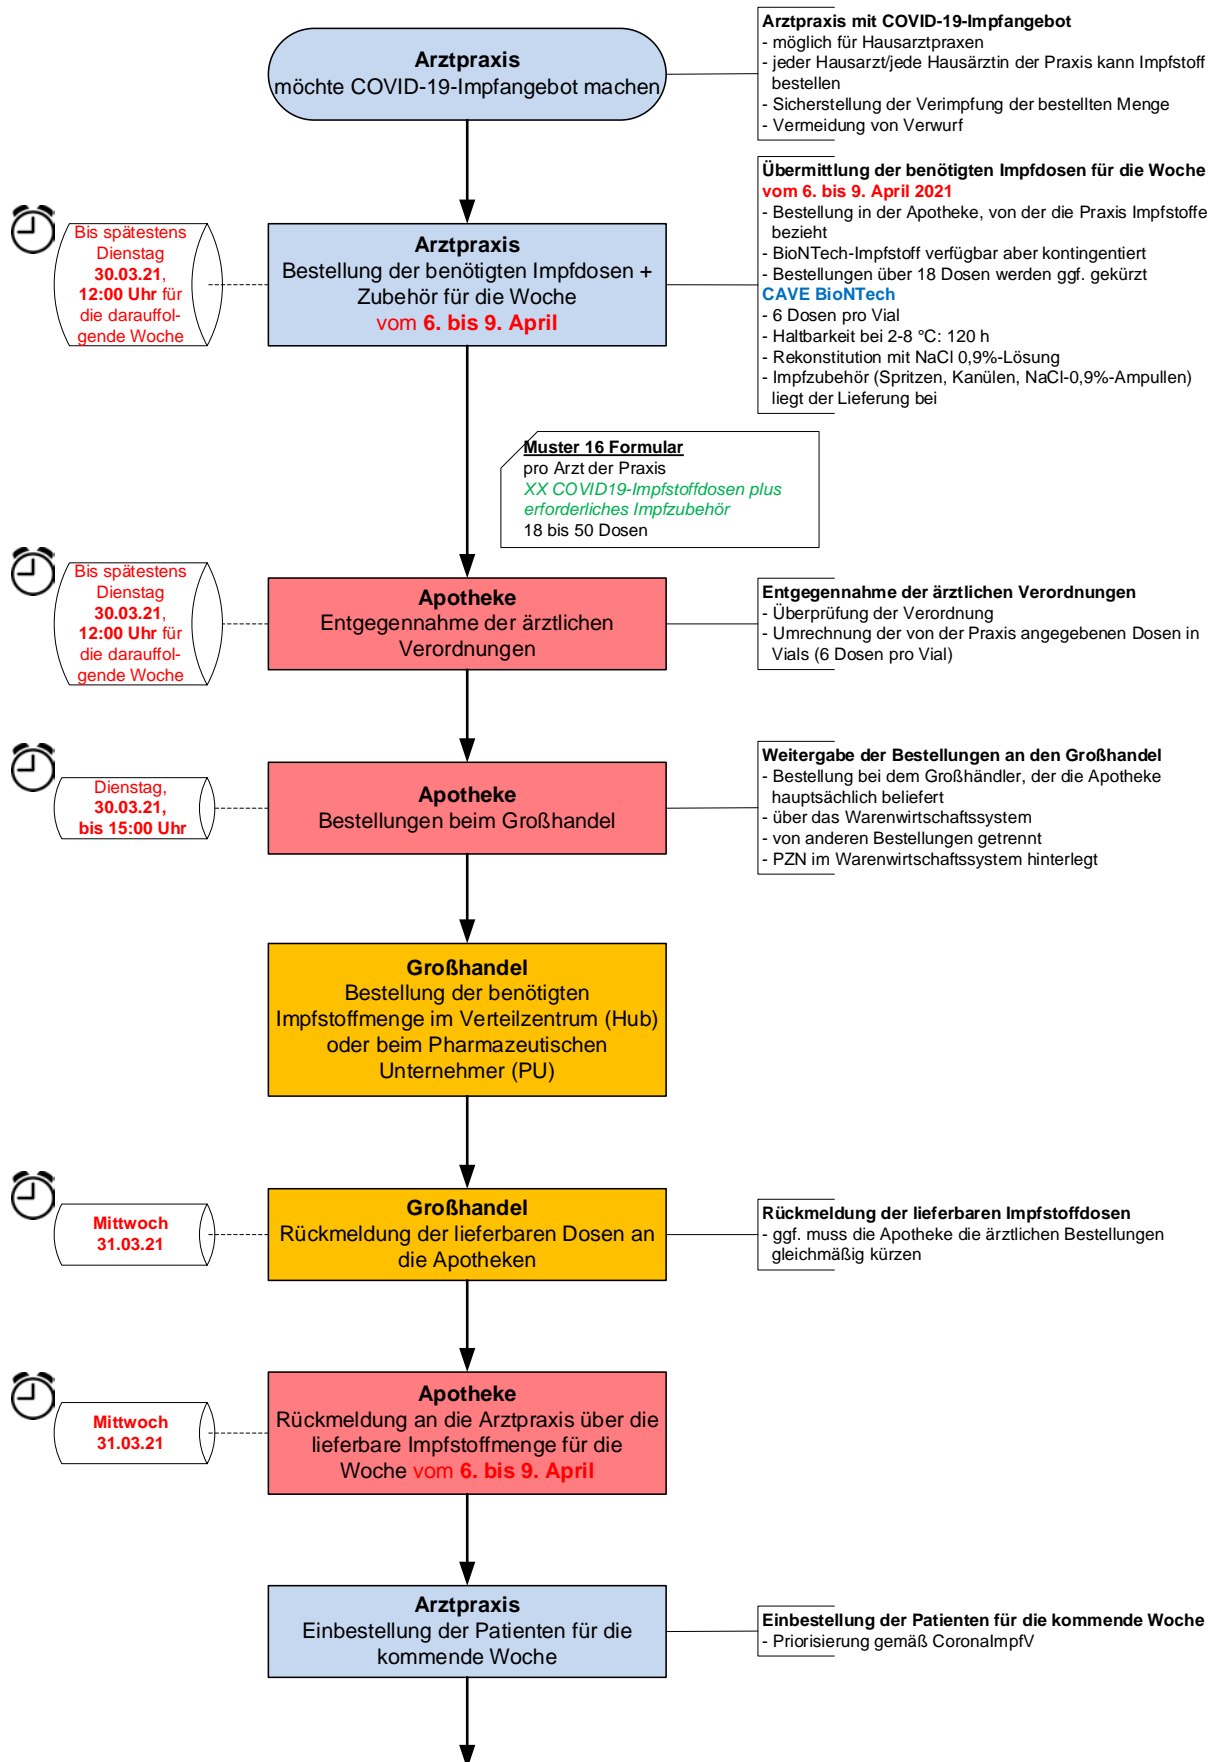 Arztpraxis
möchte COVID-19-Impfangebot machen
Arztpraxis mit COVID-19-Impfangebot
- möglich für Hausarztpraxen
- jeder Hausarzt/jede Hausärztin der Praxis kann Impfstoff
bestellen
- Sicherstellung der Verimpfung der bestellten Menge
- Vermeidung von Verwurf
Bis spätestens
Dienstag
30.03.21,
12:00 Uhr für
die darauffol-
gende Woche
Arztpraxis
Bestellung der benötigten Impfdosen +
Zubehör für die Woche
vom 6. bis 9. April
Übermittlung der benötigten Impfdosen für die Woche
vom 6. bis 9. April 2021
- Bestellung in der Apotheke, von der die Praxis Impfstoffe
bezieht
- BioNTech-Impfstoff verfügbar aber kontingentiert
- Bestellungen über 18 Dosen werden ggf. gekürzt
CAVE BioNTech
- 6 Dosen pro Vial
- Haltbarkeit bei 2-8 °C: 120 h
- Rekonstitution mit NaCl 0,9%-Lösung
- Impfzubehör (Spritzen, Kanülen, NaCl-0,9%-Ampullen)
liegt der Lieferung bei
Muster 16 Formular
pro Arzt der Praxis
XX COVID19-Impfstoffdosen plus
erforderliches Impfzubehör
18 bis 50 Dosen
Bis spätestens
Dienstag
30.03.21,
12:00 Uhr für
die darauffol-
gende Woche
Apotheke
Entgegennahme der ärztlichen
Verordnungen
Entgegennahme der ärztlichen Verordnungen
- Überprüfung der Verordnung
- Umrechnung der von der Praxis angegebenen Dosen in
Vials (6 Dosen pro Vial)
Dienstag,
30.03.21,
bis 15:00 Uhr
Apotheke
Bestellungen beim Großhandel
Weitergabe der Bestellungen an den Großhandel
- Bestellung bei dem Großhändler, der die Apotheke
hauptsächlich beliefert
- über das Warenwirtschaftssystem
- von anderen Bestellungen getrennt
- PZN im Warenwirtschaftssystem hinterlegt
Großhandel
Bestellung der benötigten
Impfstoffmenge im Verteilzentrum (Hub)
oder beim Pharmazeutischen
Unternehmer (PU)
Mittwoch
31.03.21
Großhandel
Rückmeldung der lieferbaren Dosen an
die Apotheken
Rückmeldung der lieferbaren Impfstoffdosen
- ggf. muss die Apotheke die ärztlichen Bestellungen
gleichmäßig kürzen
Mittwoch
31.03.21
Apotheke
Rückmeldung an die Arztpraxis über die
lieferbare Impfstoffmenge für die
Woche vom 6. bis 9. April
Arztpraxis
Einbestellung der Patienten für die
kommende Woche
Einbestellung der Patienten für die kommende Woche
- Priorisierung gemäß CoronaImpfV